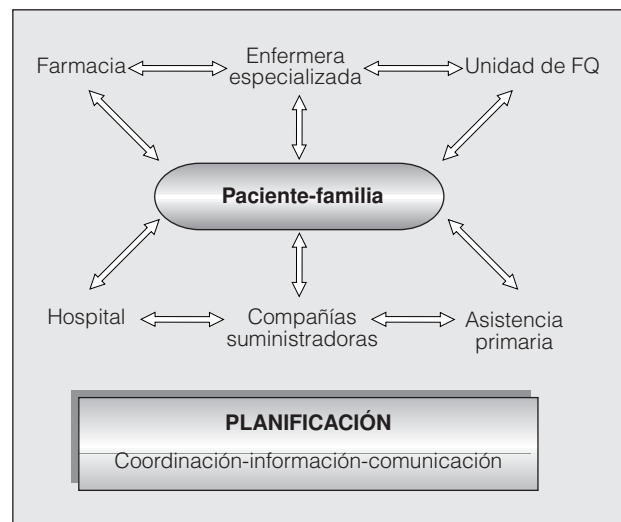 Farmacia
Enfermera
especializada
Unidad de FQ
Paciente-familia
Hospital
Compañías
suministradoras
Asistencia
primaria
PLANIFICACIÓN
Coordinación-información-comunicación